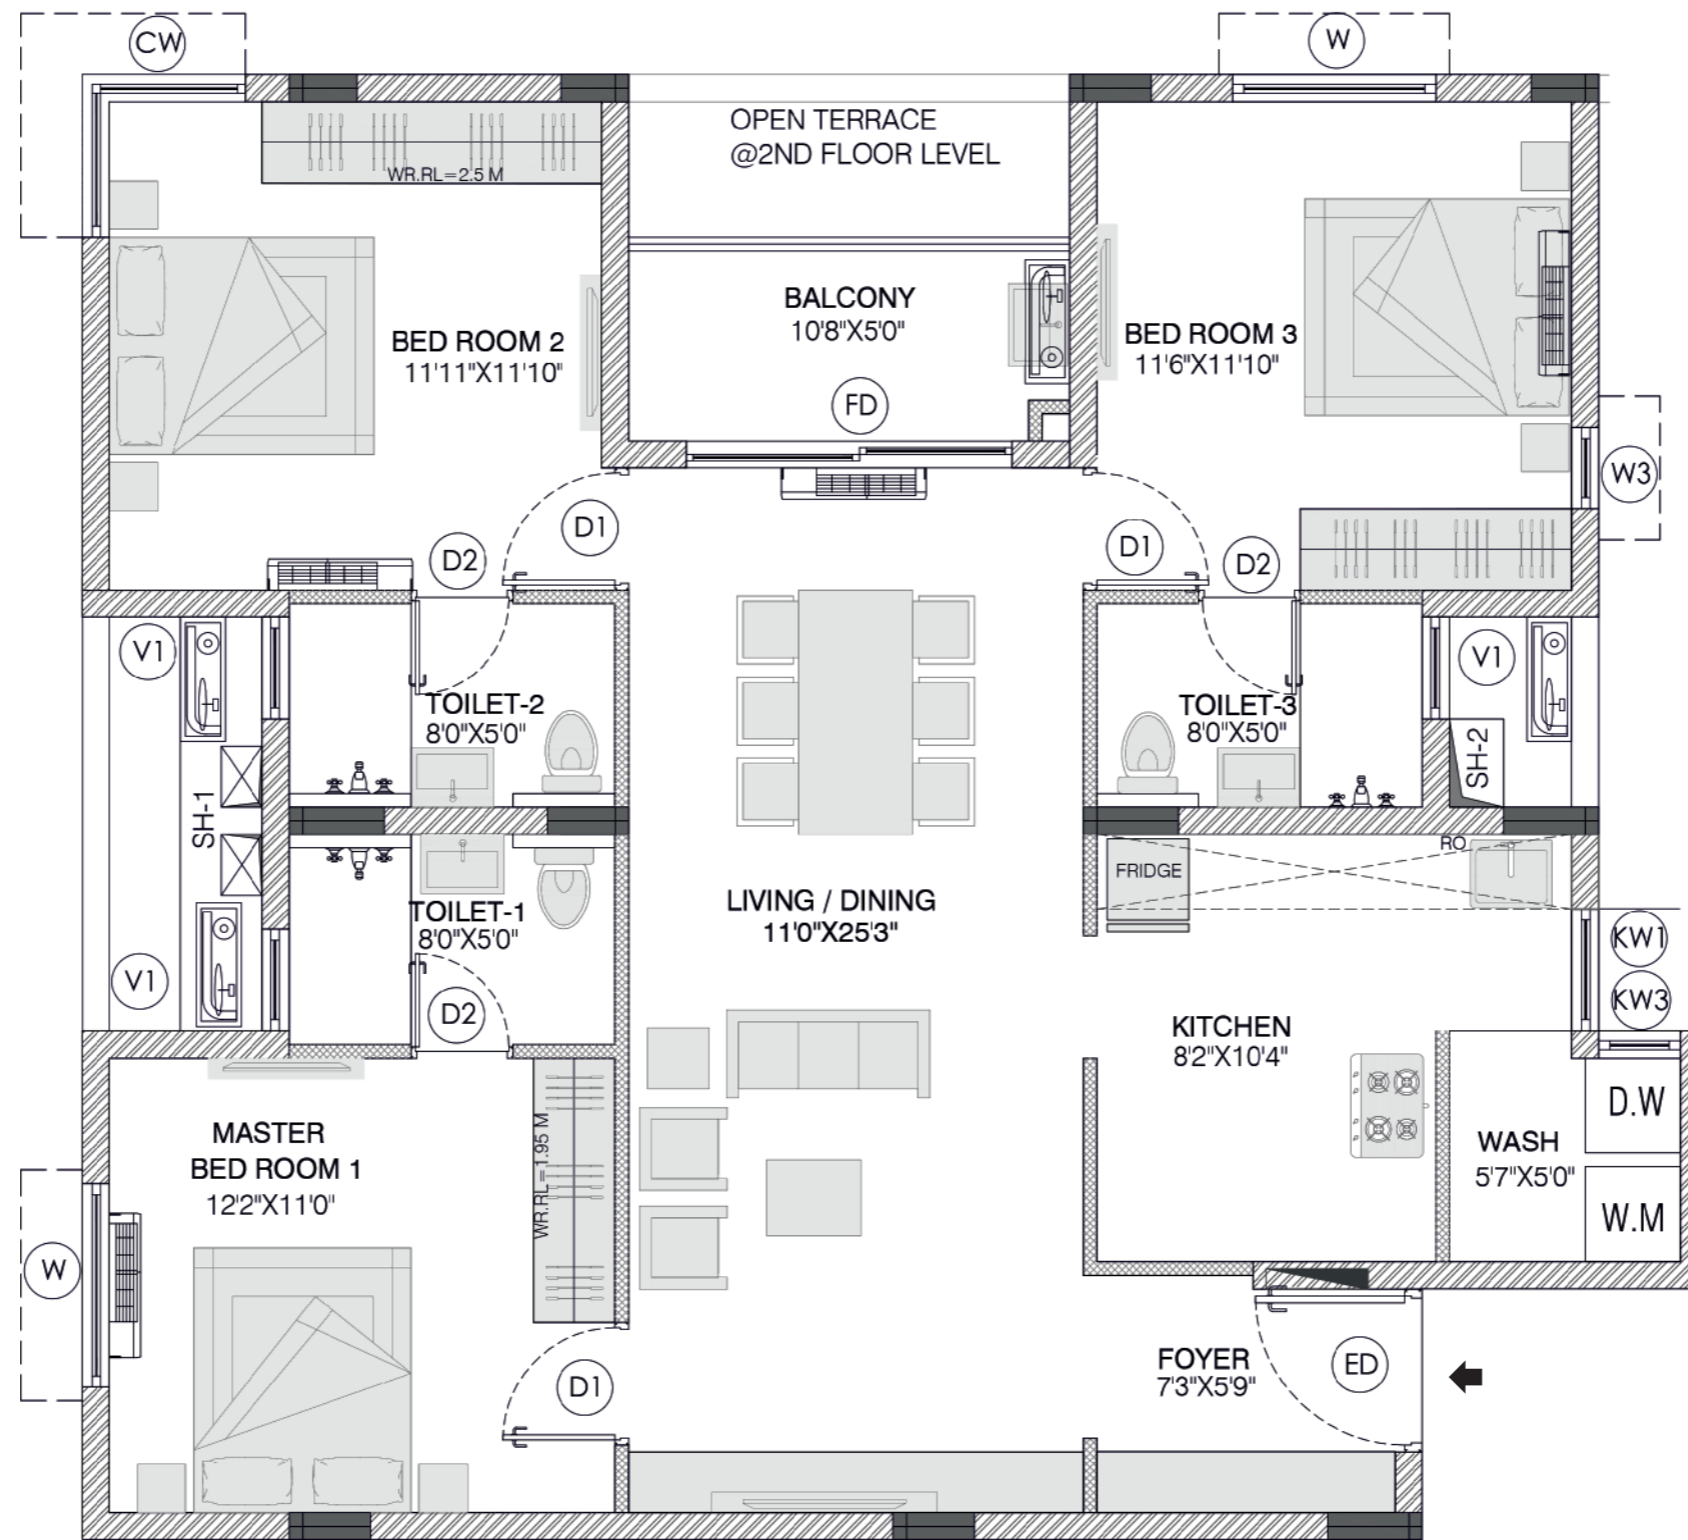 CW
W
OPEN TERRACE
@2ND FLOOR LEVEL
WR.RL=2.5 M
BALCONY
10'8"X5'0"
BED ROOM 2
11'11"X11'10"
BED ROOM 3
11'6"X11'10"
FD
W3
D1
D2
D1
D2
V1
V1
TOILET-2
8'0"X5'0"
TOILET-3
8'0"X5'0"
SH-2
SH-1
RO
FRIDGE
LIVING / DINING
11'0"X25'3"
TOILET-1
8'0"X5'0"
KW1
V1
KW3
D2
KITCHEN
8'2"X10'4"
D.W
MASTER
BED ROOM 1
12'2"X11'0"
WR.RL=1.95 M
WASH
5'7"X5'0"
W.M
W
FOYER
7'3"X5'9"
ED
D1